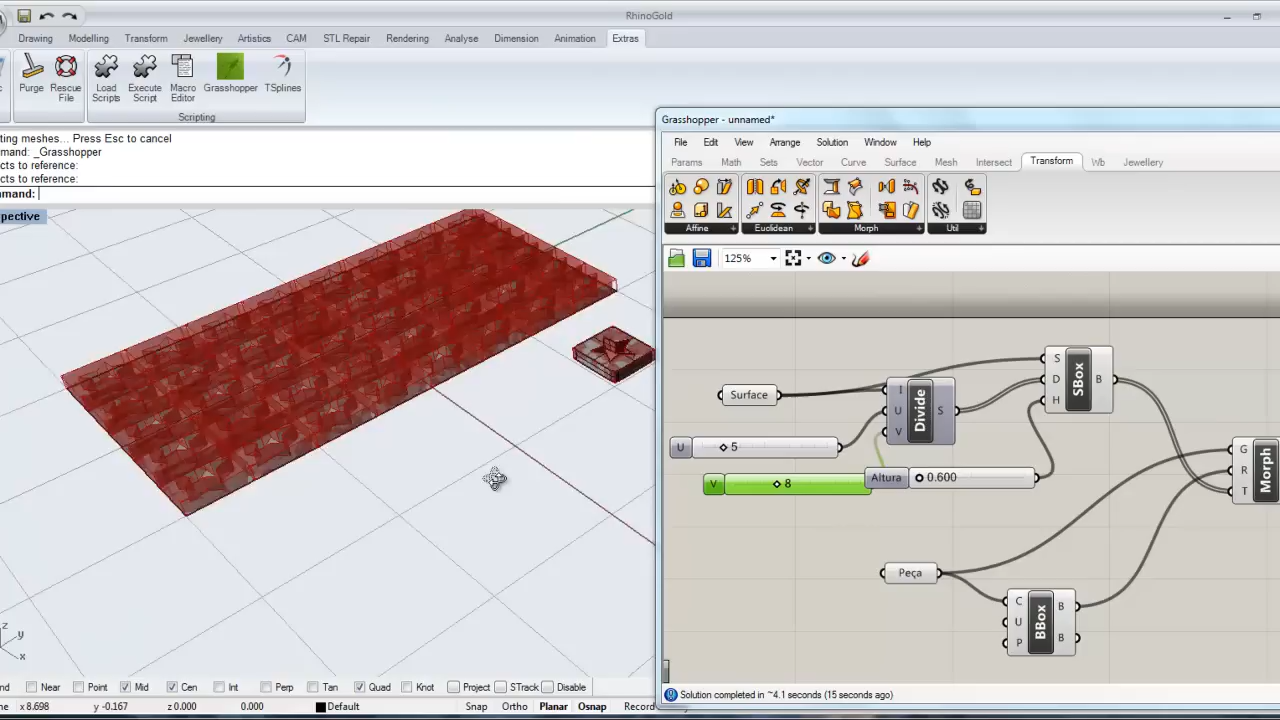 RhinoGold
Drawing Modelling Transform Jewellery Artistics CAM STL Repair Rendering Analyse Dimension Animation Extras
Purge Rescue File Load Scripts Execute Script Macro Editor Grasshopper TSplines
Scripting
ting meshes... Press Esc to cancel
mand: _Grasshopper
cts to reference:
cts to reference:
mmand:
spective
Grasshopper - unnamed*
File Edit View Arrange Solution Window Help
Params Math Sets Vector Curve Surface Mesh Intersect Transform Wb Jewellery
Affine + Euclidean + Morph + Util +
125%
Surface
I
U
V
Divide
S
S
D
H
SBox
B
U 5
V 8
Altura 0.600
G
R
T
Morph
Peça
C
U
P
BBox
B
B
z
y
x
nd Near Point Mid Cen Int Perp Tan Quad Knot Project STrack Disable
ne x 8.698 y -0.167 z 0.000 0.000 Default Snap Ortho Planar Osnap Record
Solution completed in ~4.1 seconds (15 seconds ago)